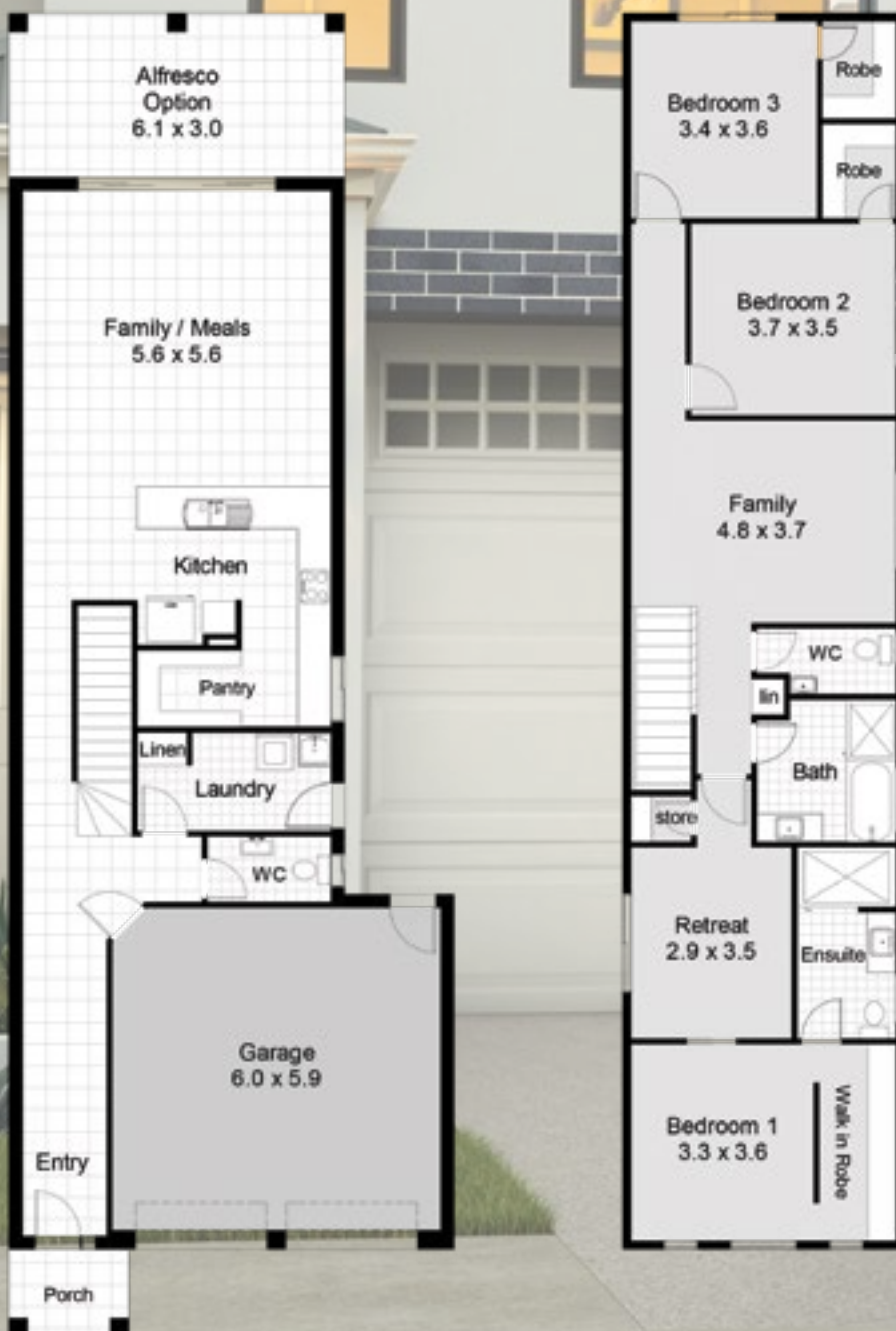 Alfresco
Option
6.1 x 3.0
Family / Meals
5.6 x 5.6
Kitchen
Pantry
Linen
Laundry
WC
Garage
6.0 x 5.9
Entry
Porch
Bedroom 3
3.4 x 3.6
Robe
Robe
Bedroom 2
3.7 x 3.5
Family
4.8 x 3.7
WC
lin
Bath
store
Retreat
2.9 x 3.5
Ensuite
Bedroom 1
3.3 x 3.6
Walk in Robe